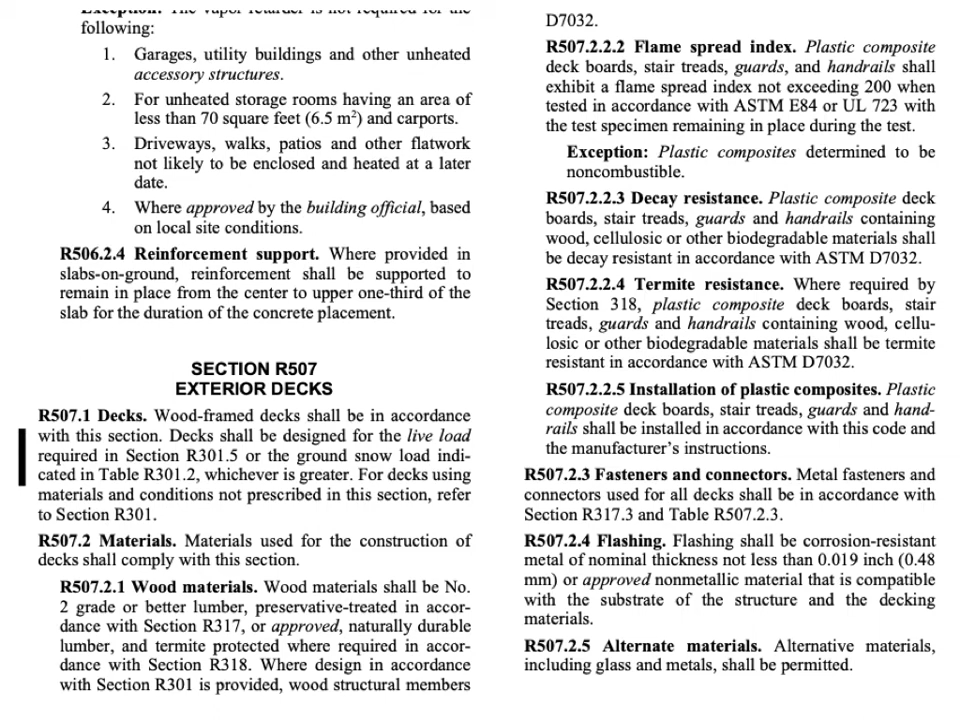 Exception: The vapor retarder is not required for the
following:
1. Garages, utility buildings and other unheated
accessory structures.
2. For unheated storage rooms having an area of
less than 70 square feet (6.5 m²) and carports.
3. Driveways, walks, patios and other flatwork
not likely to be enclosed and heated at a later
date.
4. Where approved by the building official, based
on local site conditions.
R506.2.4 Reinforcement support. Where provided in
slabs-on-ground, reinforcement shall be supported to
remain in place from the center to upper one-third of the
slab for the duration of the concrete placement.
SECTION R507
EXTERIOR DECKS
R507.1 Decks. Wood-framed decks shall be in accordance
with this section. Decks shall be designed for the live load
required in Section R301.5 or the ground snow load indi-
cated in Table R301.2, whichever is greater. For decks using
materials and conditions not prescribed in this section, refer
to Section R301.
R507.2 Materials. Materials used for the construction of
decks shall comply with this section.
R507.2.1 Wood materials. Wood materials shall be No.
2 grade or better lumber, preservative-treated in accor-
dance with Section R317, or approved, naturally durable
lumber, and termite protected where required in accor-
dance with Section R318. Where design in accordance
with Section R301 is provided, wood structural members
D7032.
R507.2.2.2 Flame spread index. Plastic composite
deck boards, stair treads, guards, and handrails shall
exhibit a flame spread index not exceeding 200 when
tested in accordance with ASTM E84 or UL 723 with
the test specimen remaining in place during the test.
Exception: Plastic composites determined to be
noncombustible.
R507.2.2.3 Decay resistance. Plastic composite deck
boards, stair treads, guards and handrails containing
wood, cellulosic or other biodegradable materials shall
be decay resistant in accordance with ASTM D7032.
R507.2.2.4 Termite resistance. Where required by
Section 318, plastic composite deck boards, stair
treads, guards and handrails containing wood, cellu-
losic or other biodegradable materials shall be termite
resistant in accordance with ASTM D7032.
R507.2.2.5 Installation of plastic composites. Plastic
composite deck boards, stair treads, guards and hand-
rails shall be installed in accordance with this code and
the manufacturer's instructions.
R507.2.3 Fasteners and connectors. Metal fasteners and
connectors used for all decks shall be in accordance with
Section R317.3 and Table R507.2.3.
R507.2.4 Flashing. Flashing shall be corrosion-resistant
metal of nominal thickness not less than 0.019 inch (0.48
mm) or approved nonmetallic material that is compatible
with the substrate of the structure and the decking
materials.
R507.2.5 Alternate materials. Alternative materials,
including glass and metals, shall be permitted.